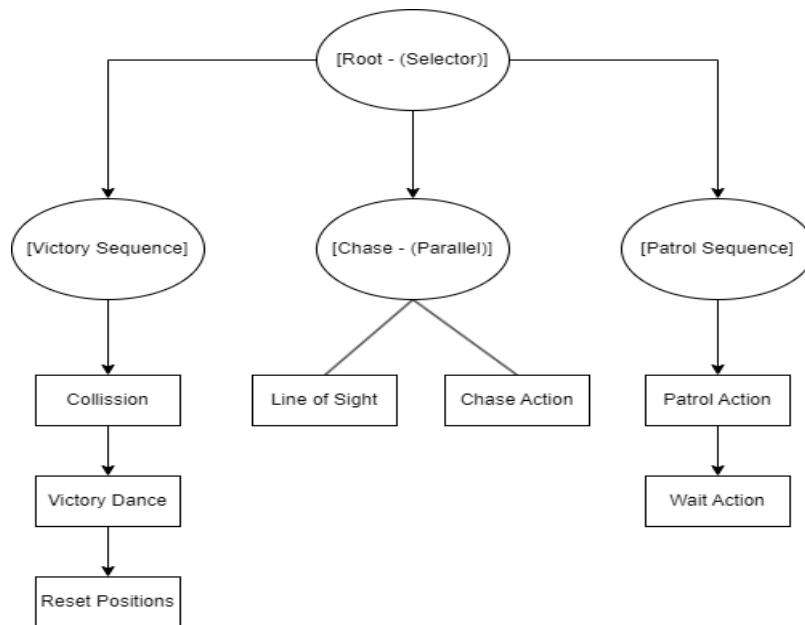 [Root - (Selector)]
[Victory Sequence]
[Chase - (Parallel)]
[Patrol Sequence]
Collission
Line of Sight
Chase Action
Patrol Action
Victory Dance
Wait Action
Reset Positions